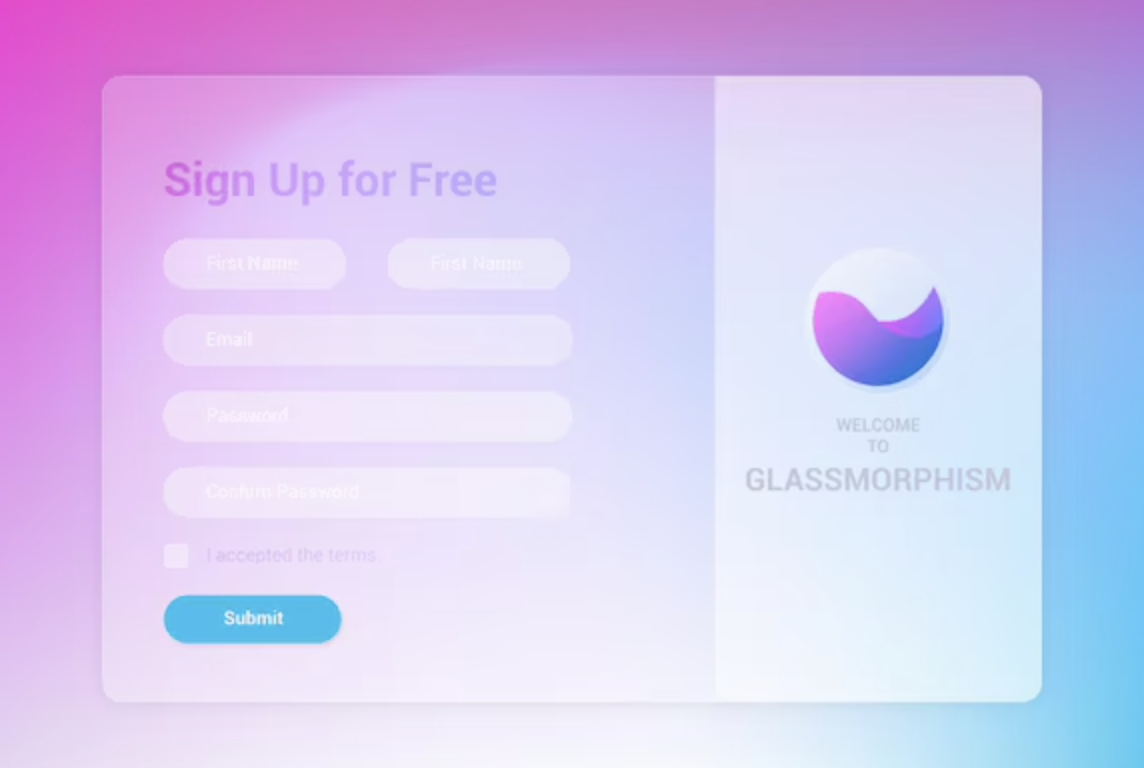 Sign Up for Free
First Name First Name
Email
Password
Confirm Password
I accepted the terms
Submit
WELCOME
TO
GLASSMORPHISM